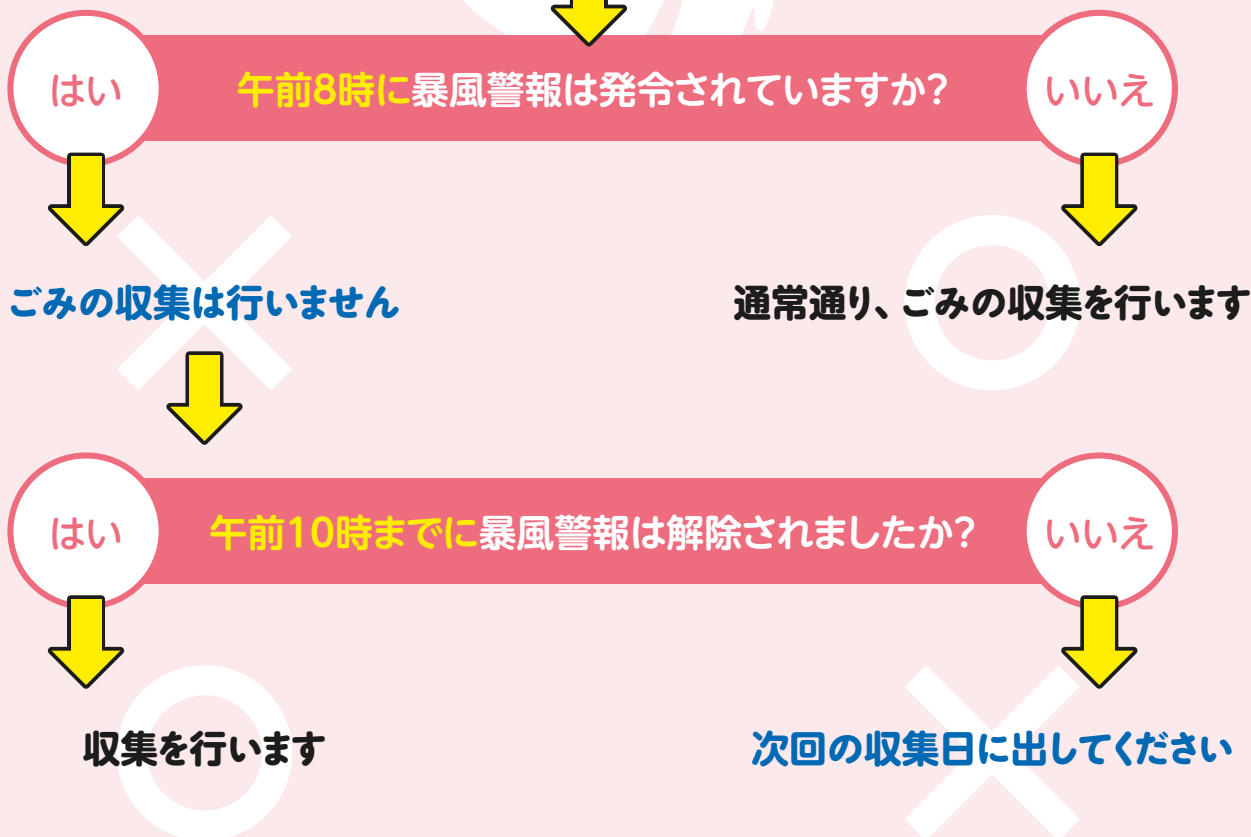 はい
午前8時に暴風警報は発令されていますか?
いいえ
ごみの収集は行いません
通常通り、ごみの収集を行います
はい
午前10時までに暴風警報は解除されましたか?
いいえ
収集を行います
次回の収集日に出してください